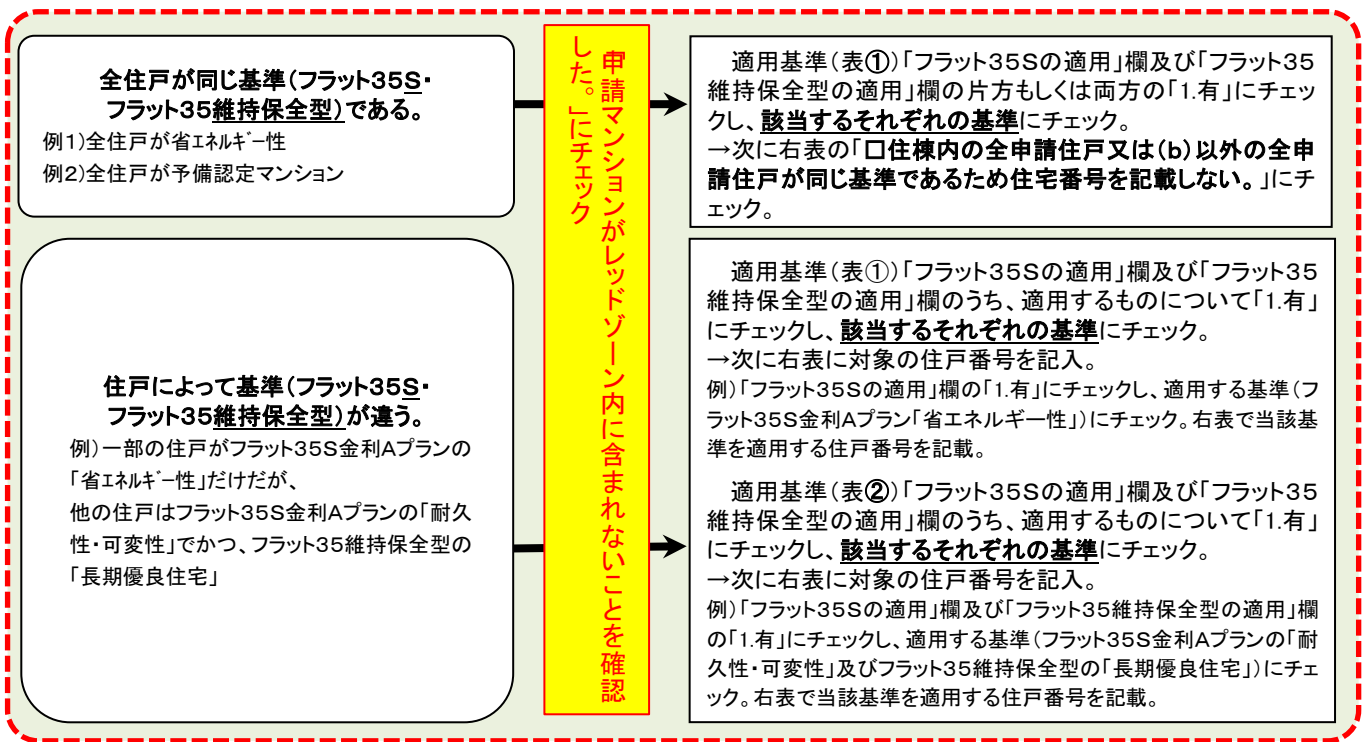 全住戸が同じ基準(フラット35S・
フラット35維持保全型)である。
例1)全住戸が省エネルギー性
例2)全住戸が予備認定マンション
「申請マンションがレッドゾーン内に含まれないことを確認
した。」にチェック
適用基準(表①)「フラット35Sの適用」欄及び「フラット35
維持保全型の適用」欄の片方もしくは両方の「1.有」にチェッ
クし、該当するそれぞれの基準にチェック。
→次に右表の「□住棟内の全申請住戸又は(b)以外の全申
請住戸が同じ基準であるため住宅番号を記載しない。」にチ
ェック。
住戸によって基準(フラット35S・
フラット35維持保全型)が違う。
例)一部の住戸がフラット35S金利Aプランの
「省エネルギー性」だけだが、
他の住戸はフラット35S金利Aプランの「耐久
性・可変性」でかつ、フラット35維持保全型の
「長期優良住宅」
適用基準(表①)「フラット35Sの適用」欄及び「フラット35
維持保全型の適用」欄のうち、適用するものについて「1.有」
にチェックし、該当するそれぞれの基準にチェック。
→次に右表に対象の住戸番号を記入。
例)「フラット35Sの適用」欄の「1.有」にチェックし、適用する基準(フ
ラット35S金利Aプラン「省エネルギー性」)にチェック。右表で当該基
準を適用する住戸番号を記載。
適用基準(表②)「フラット35Sの適用」欄及び「フラット35
維持保全型の適用」欄のうち、適用するものについて「1.有」
にチェックし、該当するそれぞれの基準にチェック。
→次に右表に対象の住戸番号を記入。
例)「フラット35Sの適用」欄及び「フラット35維持保全型の適用」欄
の「1.有」にチェックし、適用する基準(フラット35S金利Aプランの「耐
久性・可変性」及びフラット35維持保全型の「長期優良住宅」)にチェ
ック。右表で当該基準を適用する住戸番号を記載。